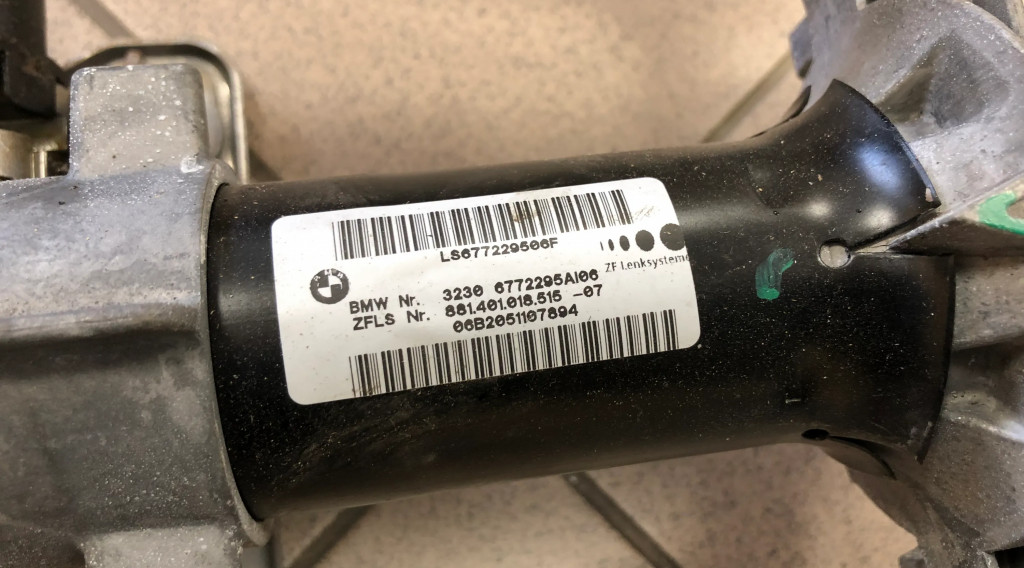 LS677229506F
ZF Lenksysteme
BMW Nr. 3230 6772295AI06
ZFLS Nr. 881.401.018.515 -07
06B2051107894